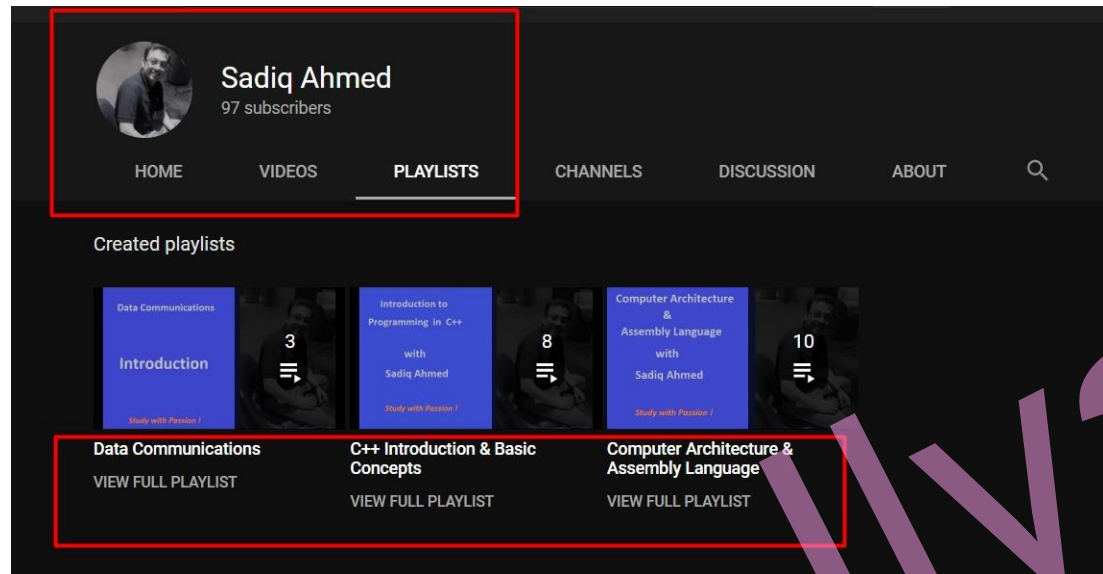 Sadiq Ahmed
97 subscribers
HOME VIDEOS PLAYLISTS CHANNELS DISCUSSION ABOUT
Created playlists
Data Communications
Introduction
Study with Passion !
3
Introduction to
Programming in C++
with
Sadiq Ahmed
Study with Passion !
8
Computer Architecture
&
Assembly Language
with
Sadiq Ahmed
Study with Passion !
10
Data Communications
VIEW FULL PLAYLIST
C++ Introduction & Basic
Concepts
VIEW FULL PLAYLIST
Computer Architecture &
Assembly Language
VIEW FULL PLAYLIST